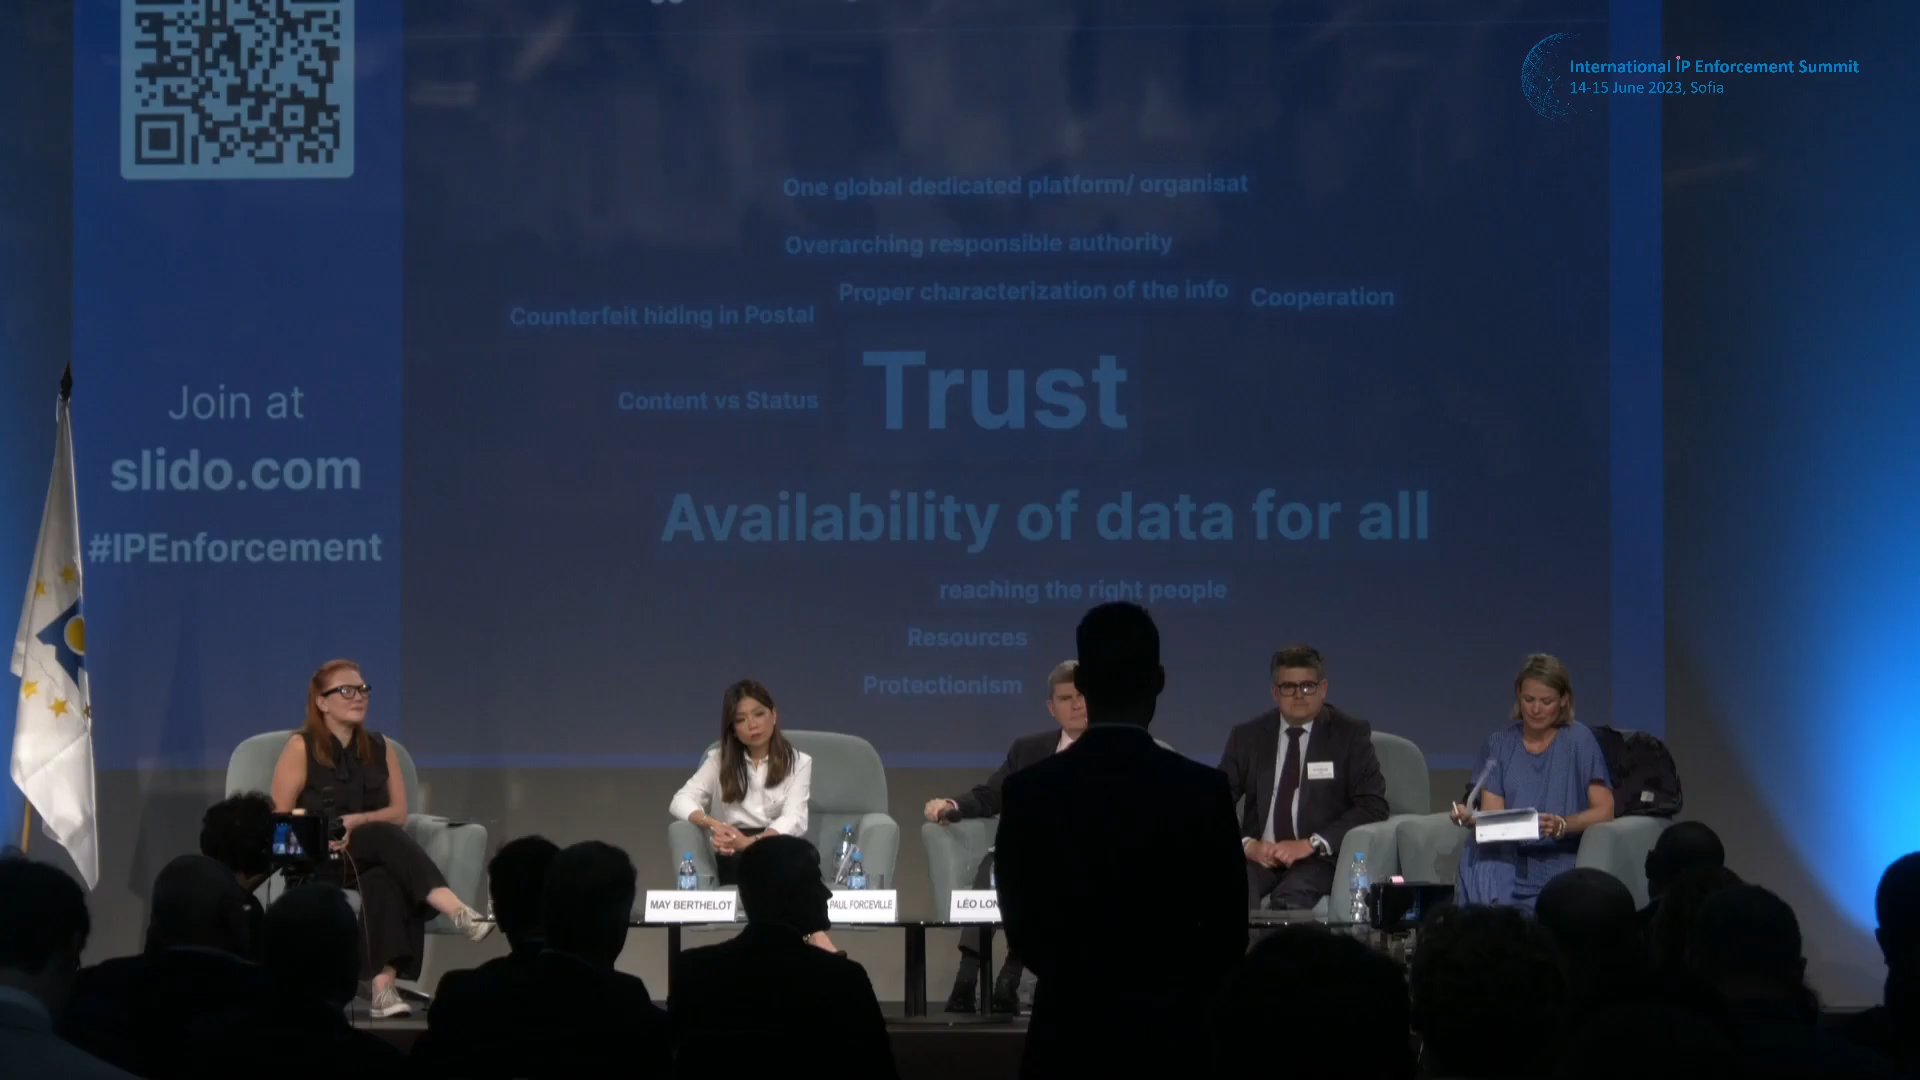 International IP Enforcement Summit
14-15 June 2023, Sofia
One global dedicated platform/ organisat
Overarching responsible authority
Proper characterization of the info
Cooperation
Counterfeit hiding in Postal
Trust
Content vs Status
Availability of data for all
reaching the right people
Resources
Protectionism
Join at
slido.com
#IPEnforcement
MAY BERTHELOT
PAUL FORCEVILLE
LÉO LON